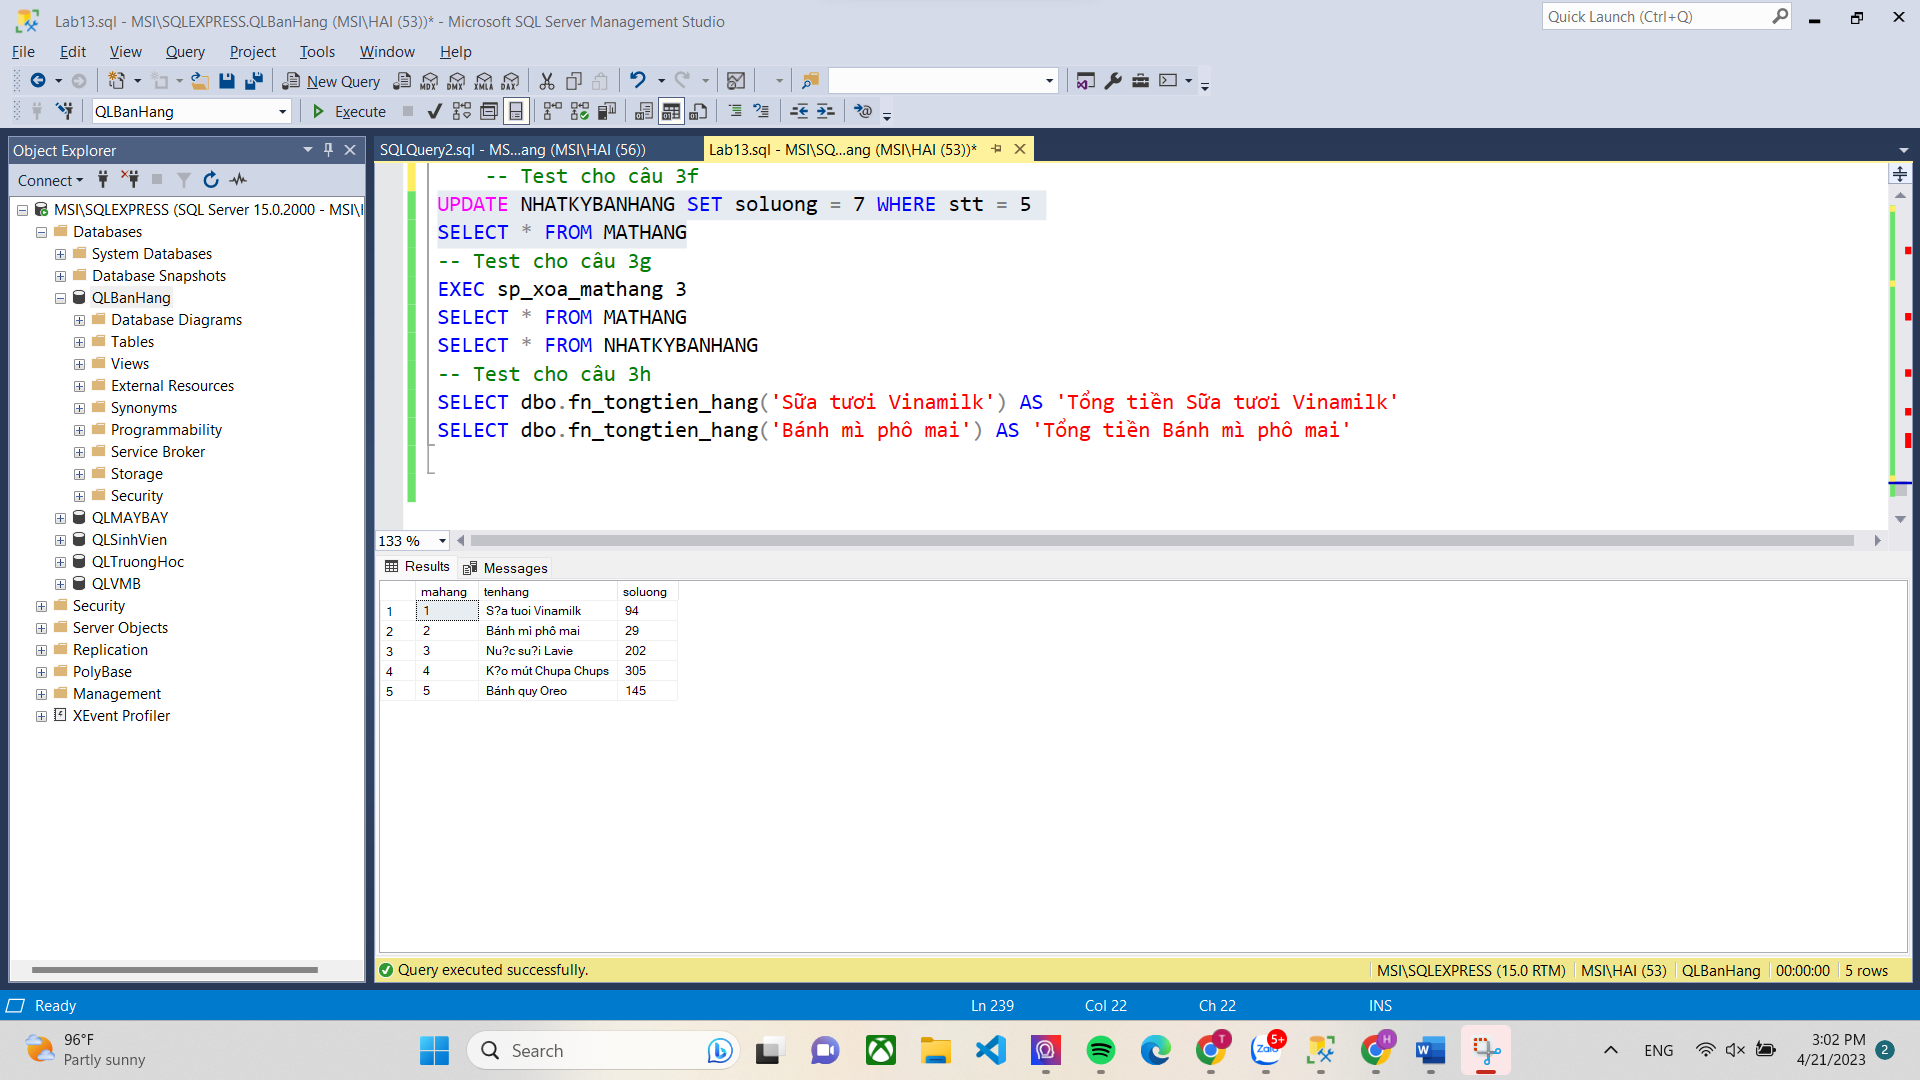 Lab13.sql - MSI\SQLEXPRESS.QLBanHang (MSI\HAI (53))* - Microsoft SQL Server Management Studio
Quick Launch (Ctrl+Q)
File Edit View Query Project Tools Window Help
New Query MDX DMX XMLA DAX
QLBanHang Execute
Object Explorer
Connect
MSI\SQLEXPRESS (SQL Server 15.0.2000 - MSI\
Databases
System Databases
Database Snapshots
QLBanHang
Database Diagrams
Tables
Views
External Resources
Synonyms
Programmability
Service Broker
Storage
Security
QLMAYBAY
QLSinhVien
QLTruongHoc
QLVMB
Security
Server Objects
Replication
PolyBase
Management
XEvent Profiler
SQLQuery2.sql - MS...ang (MSI\HAI (56))
Lab13.sql - MSI\SQ...ang (MSI\HAI (53))*
-- Test cho câu 3f
UPDATE NHATKYBANHANG SET soluong = 7 WHERE stt = 5
SELECT * FROM MATHANG
-- Test cho câu 3g
EXEC sp_xoa_mathang 3
SELECT * FROM MATHANG
SELECT * FROM NHATKYBANHANG
-- Test cho câu 3h
SELECT dbo.fn_tongtien_hang('Sữa tươi Vinamilk') AS 'Tổng tiền Sữa tươi Vinamilk'
SELECT dbo.fn_tongtien_hang('Bánh mì phô mai') AS 'Tổng tiền Bánh mì phô mai'
133 %
Results Messages
mahang tenhang soluong
1 1 S?a tuoi Vinamilk 94
2 2 Bánh mì phô mai 29
3 3 Nu?c su?i Lavie 202
4 4 K?o mút Chupa Chups 305
5 5 Bánh quy Oreo 145
Query executed successfully.
MSI\SQLEXPRESS (15.0 RTM) MSI\HAI (53) QLBanHang 00:00:00 5 rows
Ready Ln 239 Col 22 Ch 22 INS
96°F
Partly sunny
Search
T
Zalo
5+
H
W
ENG
3:02 PM
4/21/2023
2